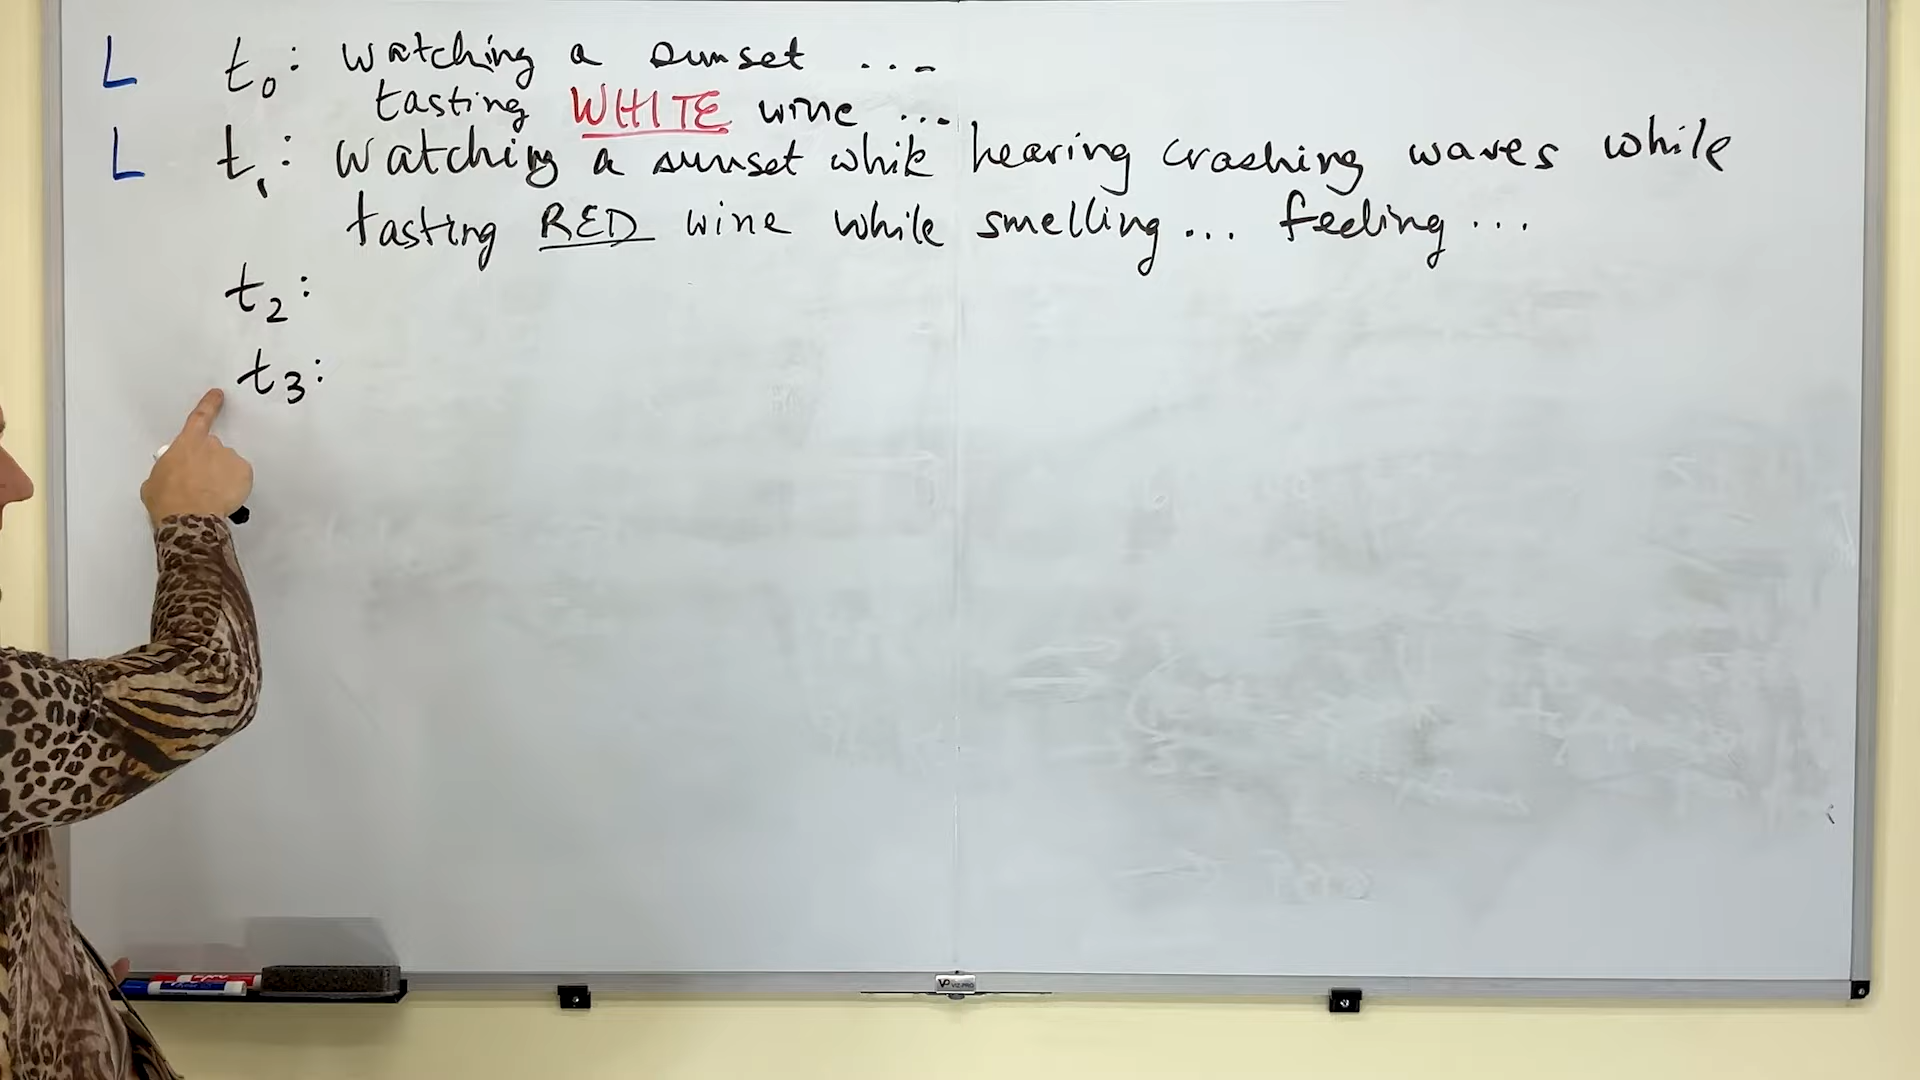 L t₀: watching a sunset ...
tasting WHITE wine ...
L t₁: watching a sunset while hearing crashing waves while
tasting RED wine while smelling... feeling...
t₂:
t₃: